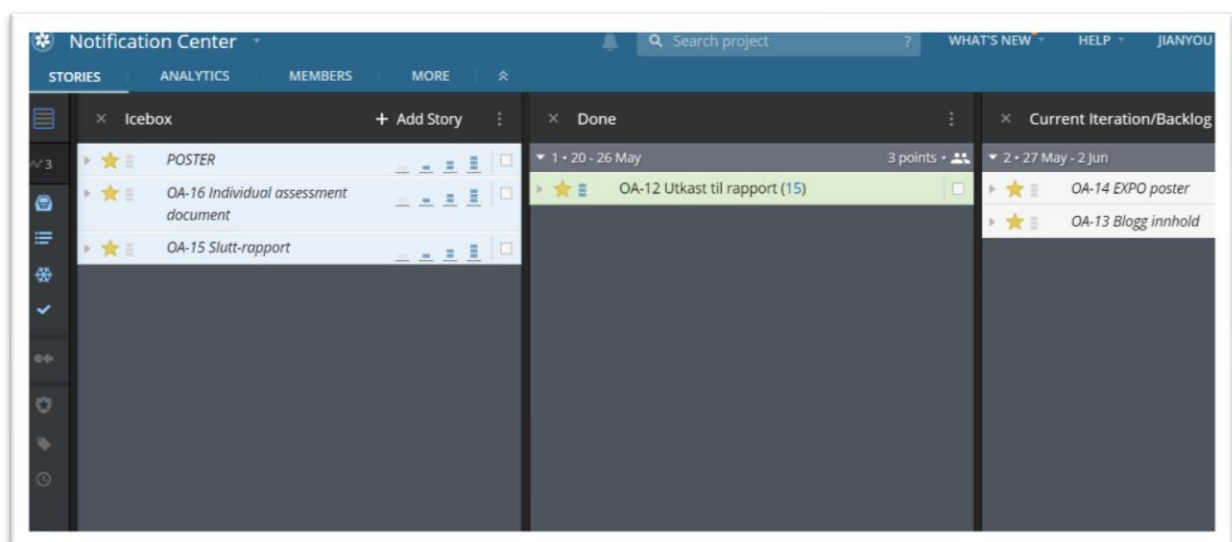 Notification Center
Search project
?
WHAT'S NEW
HELP
JIANYOU
STORIES
ANALYTICS
MEMBERS
MORE
3
Icebox
+ Add Story
POSTER
OA-16 Individual assessment
document
OA-15 Slutt-rapport
Done
1 • 20 - 26 May
3 points •
OA-12 Utkast til rapport (15)
Current Iteration/Backlog
2 • 27 May - 2 Jun
OA-14 EXPO poster
OA-13 Blogg innhold